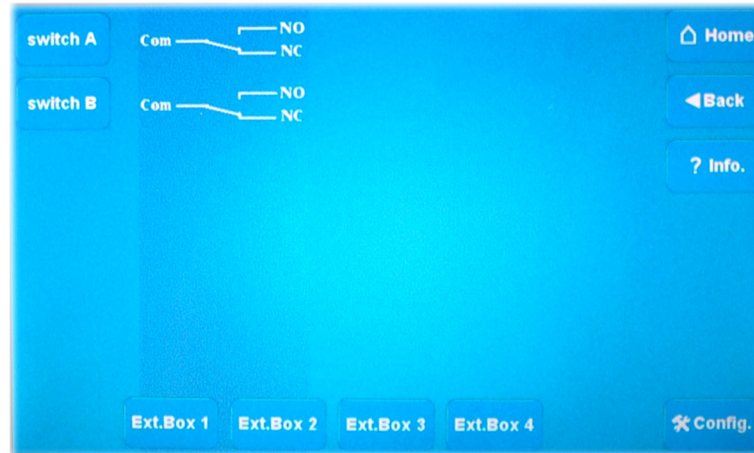 switch A
Com
NO
NC
switch B
Com
NO
NC
Home
Back
? Info.
Ext.Box 1
Ext.Box 2
Ext.Box 3
Ext.Box 4
Config.